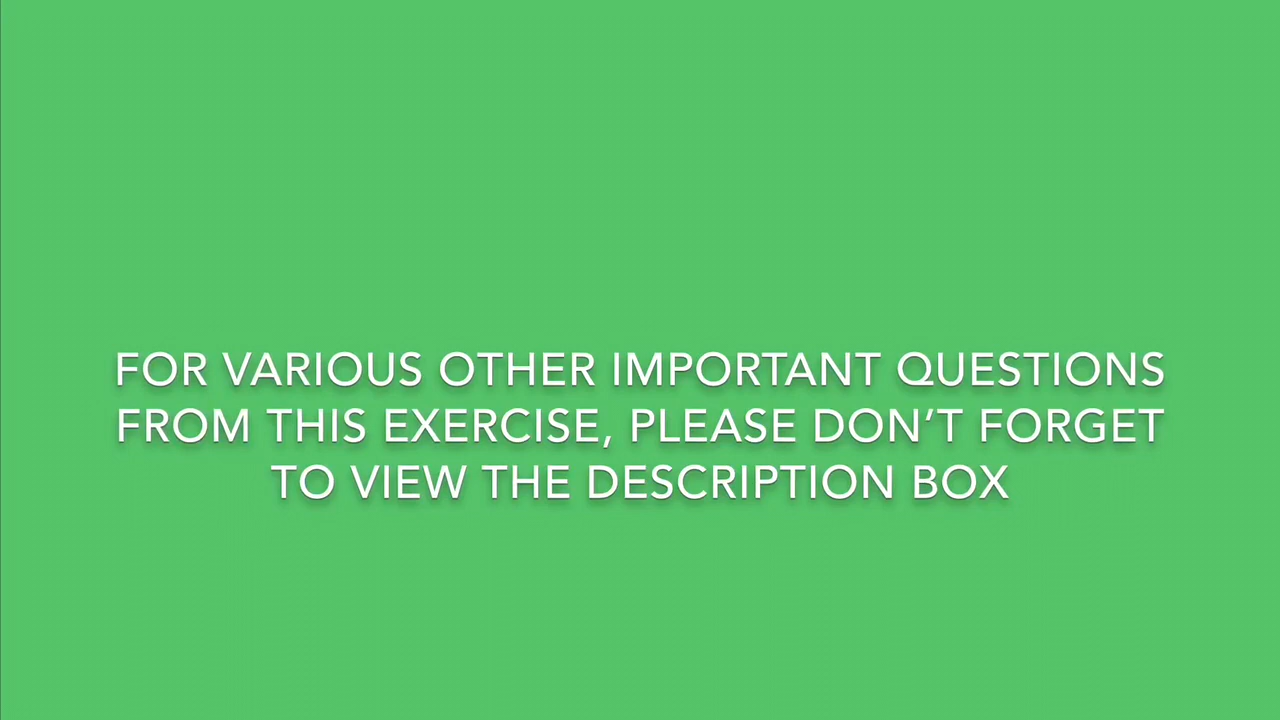 FOR VARIOUS OTHER IMPORTANT QUESTIONS
FROM THIS EXERCISE, PLEASE DON’T FORGET
TO VIEW THE DESCRIPTION BOX